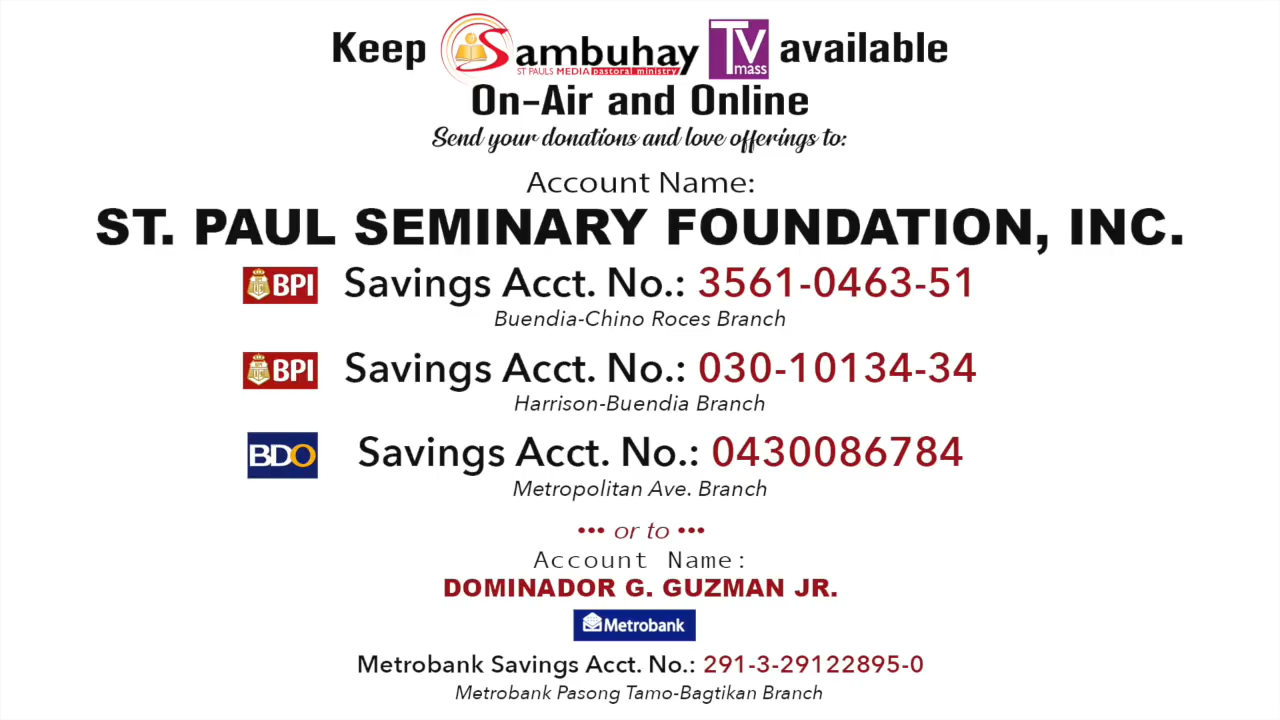 Keep Sambuhay TV mass available
ST PAULS MEDIA pastoral ministry
On-Air and Online
Send your donations and love offerings to:
Account Name:
ST. PAUL SEMINARY FOUNDATION, INC.
BPI Savings Acct. No.: 3561-0463-51
Buendia-Chino Roces Branch
BPI Savings Acct. No.: 030-10134-34
Harrison-Buendia Branch
BDO Savings Acct. No.: 0430086784
Metropolitan Ave. Branch
••• or to •••
Account Name:
DOMINADOR G. GUZMAN JR.
Metrobank
Metrobank Savings Acct. No.: 291-3-29122895-0
Metrobank Pasong Tamo-Bagtikan Branch